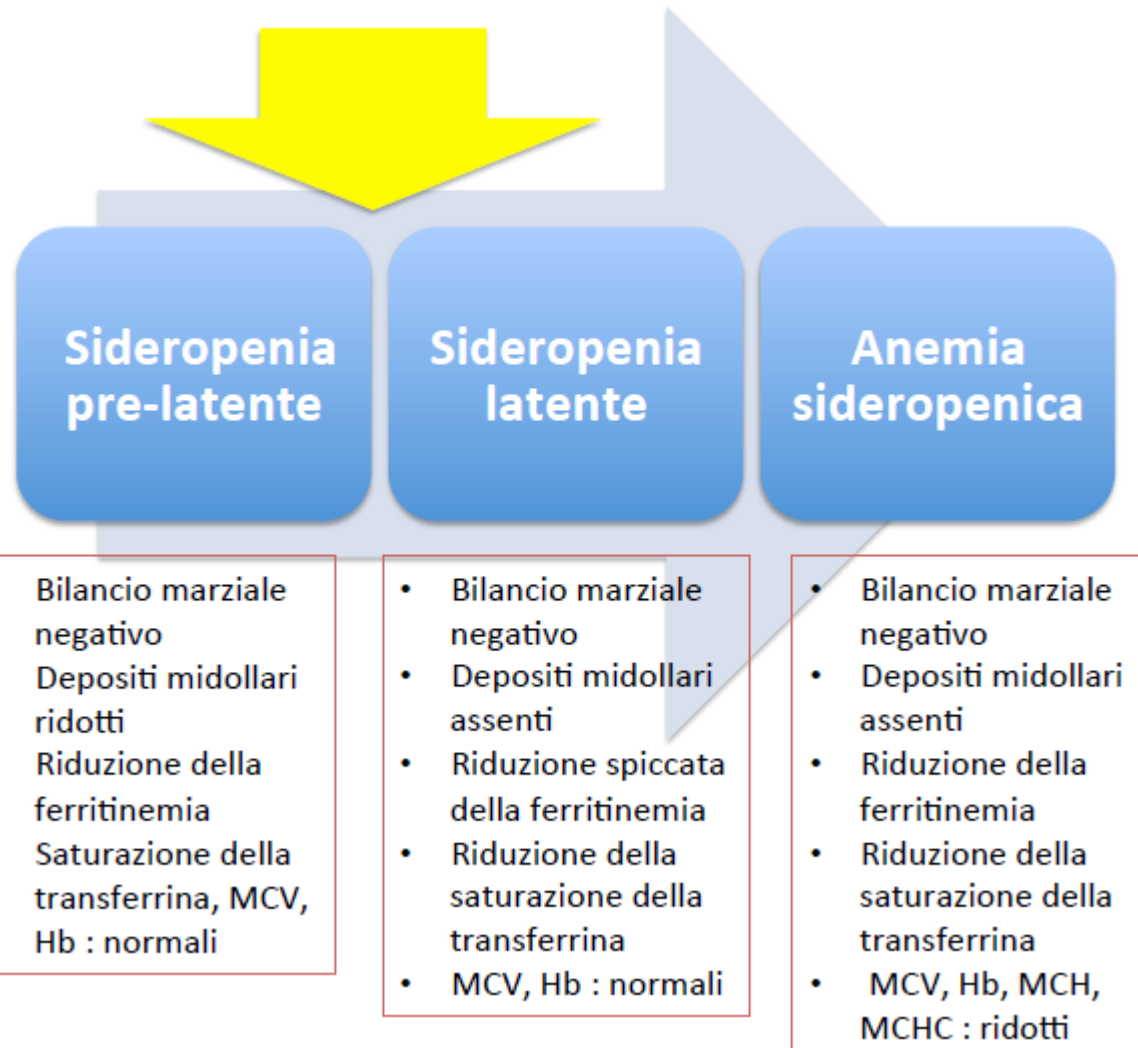 Sideropenia
pre-latente
Sideropenia
latente
Anemia
sideropenica
Bilancio marziale
negativo
Depositi midollari
ridotti
Riduzione della
ferritinemia
Saturazione della
transferrina, MCV,
Hb : normali
• Bilancio marziale
negativo
• Depositi midollari
assenti
• Riduzione spiccata
della ferritinemia
• Riduzione della
saturazione della
transferrina
• MCV, Hb : normali
• Bilancio marziale
negativo
• Depositi midollari
assenti
• Riduzione della
ferritinemia
• Riduzione della
saturazione della
transferrina
• MCV, Hb, MCH,
MCHC : ridotti